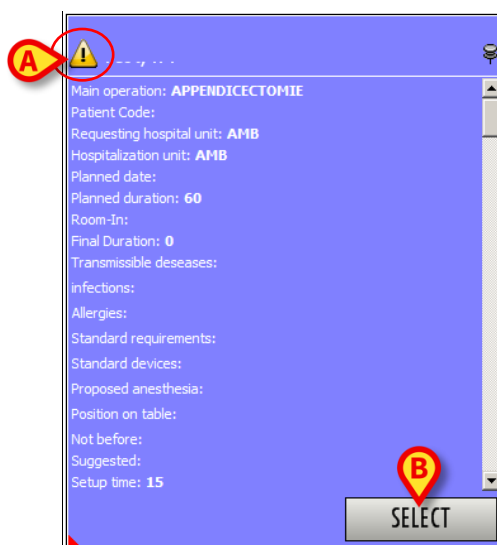 A
Main operation: APPENDICECTOMIE
Patient Code:
Requesting hospital unit: AMB
Hospitalization unit: AMB
Planned date:
Planned duration: 60
Room-In:
Final Duration: 0
Transmissible deseases:
infections:
Allergies:
Standard requirements:
Standard devices:
Proposed anesthesia:
Position on table:
Not before:
Suggested:
Setup time: 15
B
SELECT